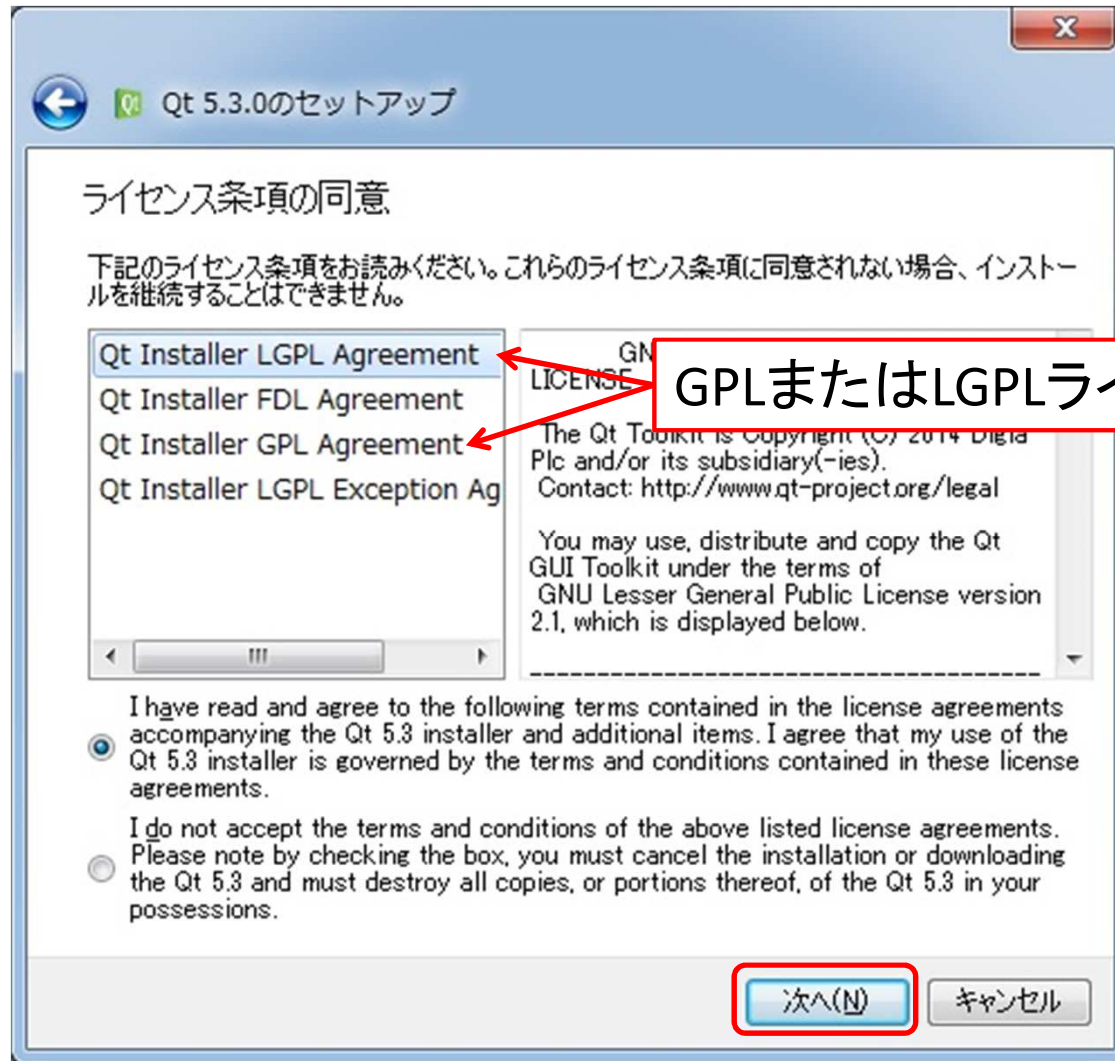 Qt 5.3.0のセットアップ
ライセンス条項の同意
下記のライセンス条項をお読みください。これらのライセンス条項に同意されない場合、インストー
ルを継続することはできません。
Qt Installer LGPL Agreement
Qt Installer FDL Agreement
Qt Installer GPL Agreement
Qt Installer LGPL Exception Ag
GN
LICENSE
GPLまたはLGPLライ
The Qt Toolkit is Copyright (C) 2014 Digia
Plc and/or its subsidiary(-ies).
Contact: http://www.qt-project.org/legal
You may use, distribute and copy the Qt
GUI Toolkit under the terms of
GNU Lesser General Public License version
2.1, which is displayed below.
----------------------------------------
I have read and agree to the following terms contained in the license agreements
accompanying the Qt 5.3 installer and additional items. I agree that my use of the
Qt 5.3 installer is governed by the terms and conditions contained in these license
agreements.
I do not accept the terms and conditions of the above listed license agreements.
Please note by checking the box, you must cancel the installation or downloading
the Qt 5.3 and must destroy all copies, or portions thereof, of the Qt 5.3 in your
possessions.
次へ(N)
キャンセル